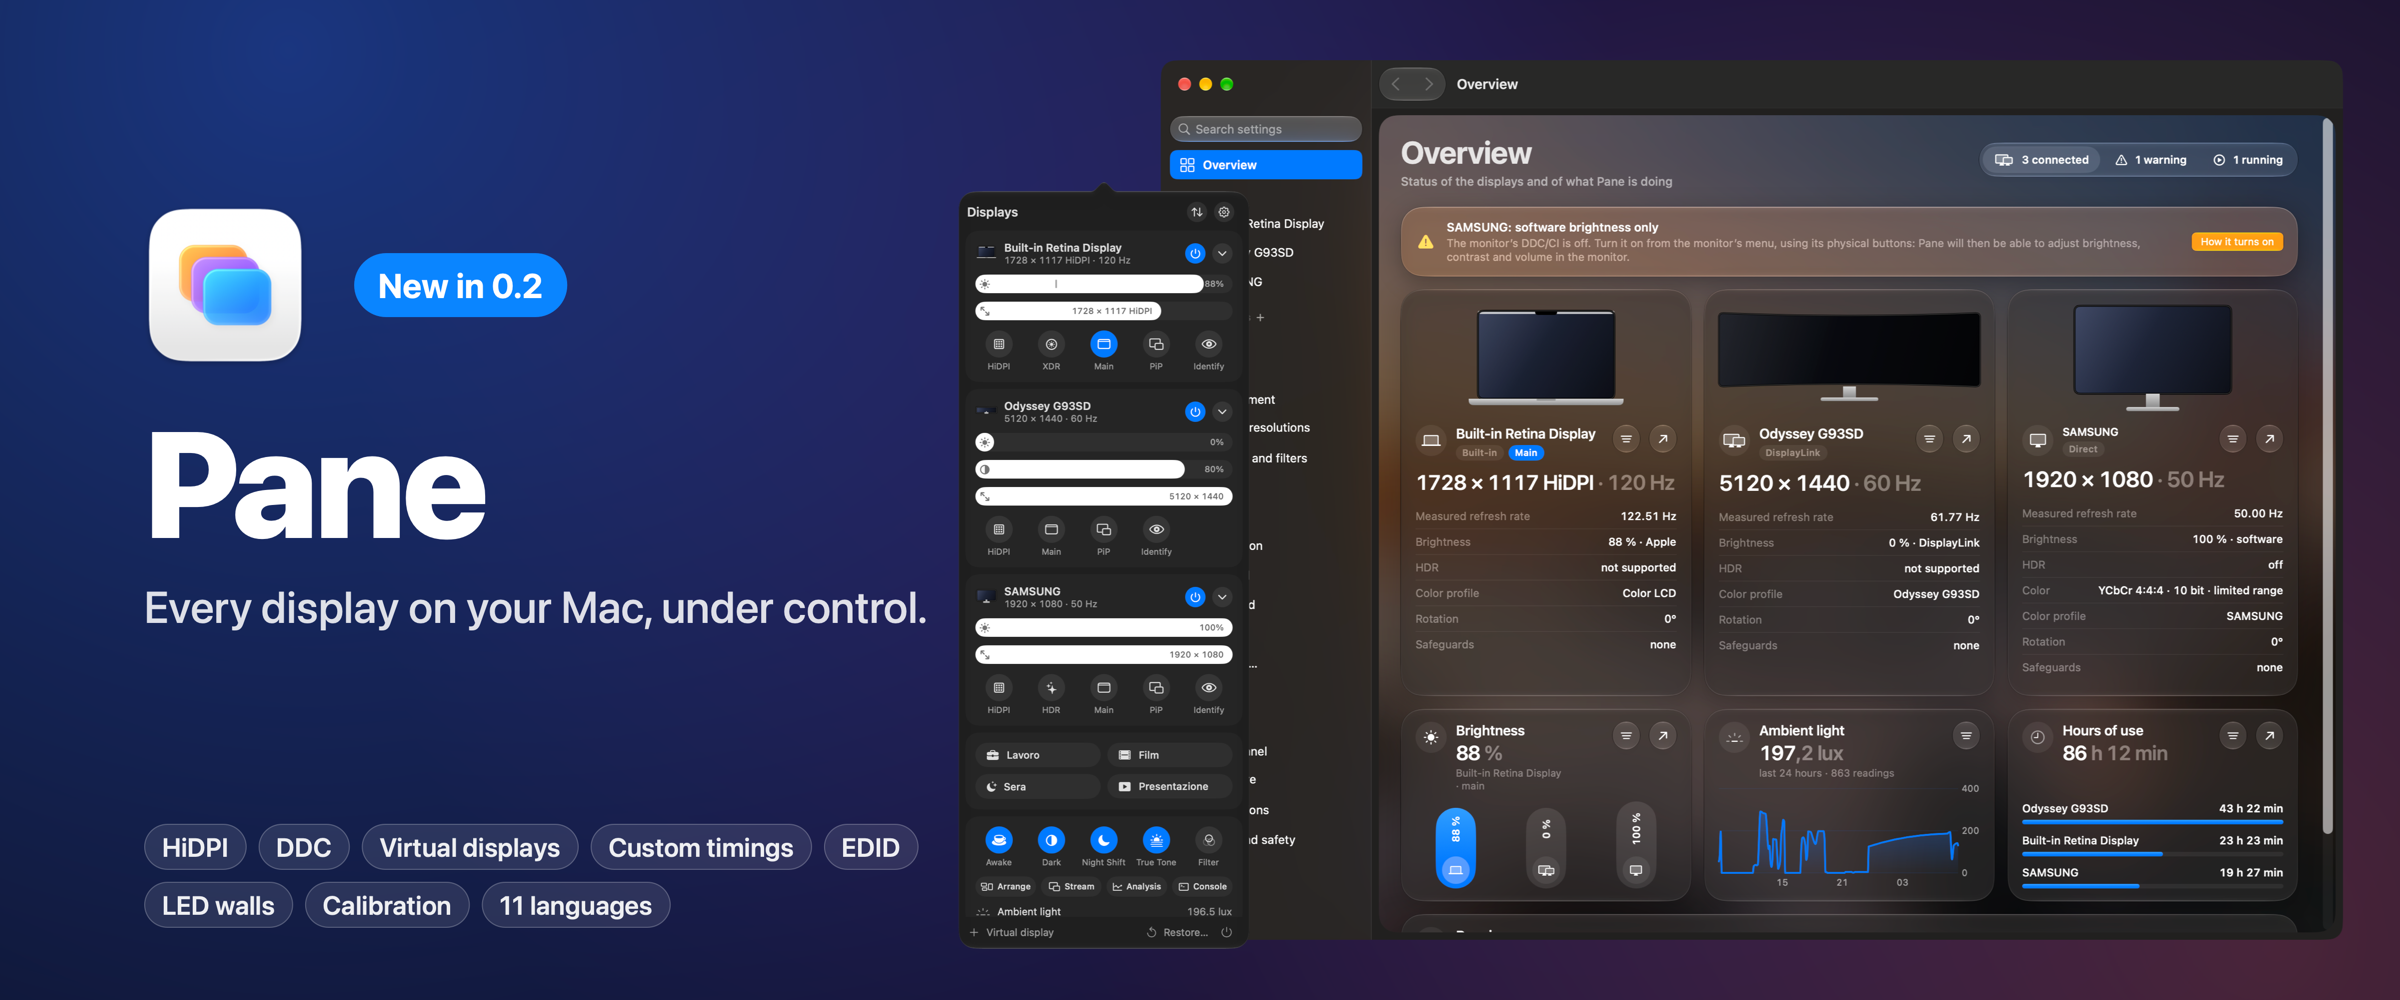 New in 0.2
Pane
Every display on your Mac, under control.
HiDPI
DDC
Virtual displays
Custom timings
EDID
LED walls
Calibration
11 languages
Displays
Built-in Retina Display
1728 × 1117 HiDPI · 120 Hz
88%
1728 × 1117 HiDPI
HiDPI
XDR
Main
PiP
Identify
Odyssey G93SD
5120 × 1440 · 60 Hz
0%
80%
5120 × 1440
HiDPI
Main
PiP
Identify
SAMSUNG
1920 × 1080 · 50 Hz
100%
1920 × 1080
HiDPI
HDR
Main
PiP
Identify
Lavoro
Film
Sera
Presentazione
Awake
Dark
Night Shift
True Tone
Filter
Arrange
Stream
Analysis
Console
Ambient light
196.5 lux
+ Virtual display
Restore...
Search settings
Overview
Retina Display
G93SD
NG
+
ment
resolutions
and filters
on
d
...
nel
e
ons
nd safety
Overview
Overview
Status of the displays and of what Pane is doing
3 connected
1 warning
1 running
SAMSUNG: software brightness only
The monitor's DDC/CI is off. Turn it on from the monitor's menu, using its physical buttons: Pane will then be able to adjust brightness,
contrast and volume in the monitor.
How it turns on
Built-in Retina Display
Built-in
Main
1728 × 1117 HiDPI · 120 Hz
Measured refresh rate
122.51 Hz
Brightness
88 % · Apple
HDR
not supported
Color profile
Color LCD
Rotation
0°
Safeguards
none
Odyssey G93SD
DisplayLink
5120 × 1440 · 60 Hz
Measured refresh rate
61.77 Hz
Brightness
0 % · DisplayLink
HDR
not supported
Color profile
Odyssey G93SD
Rotation
0°
Safeguards
none
SAMSUNG
Direct
1920 × 1080 · 50 Hz
Measured refresh rate
50.00 Hz
Brightness
100 % · software
HDR
off
Color
YCbCr 4:4:4 · 10 bit · limited range
Color profile
SAMSUNG
Rotation
0°
Safeguards
none
Brightness
88 %
Built-in Retina Display
· main
88 %
0 %
100 %
Ambient light
197,2 lux
last 24 hours · 863 readings
400
200
0
15
21
03
Hours of use
86 h 12 min
Odyssey G93SD
43 h 22 min
Built-in Retina Display
23 h 23 min
SAMSUNG
19 h 27 min